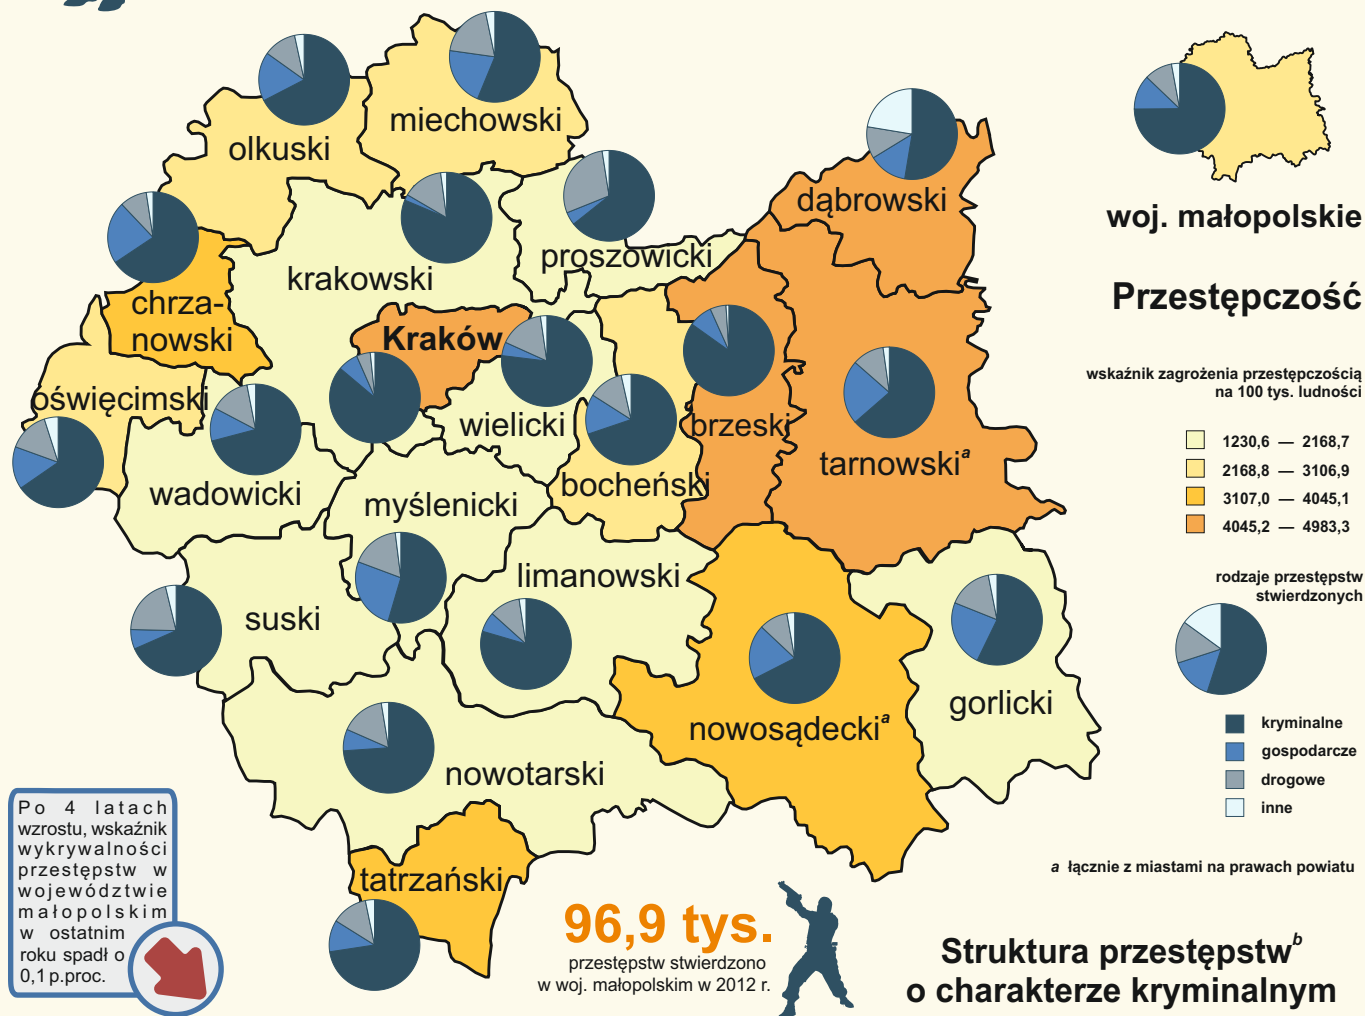 miechowski
olkuski
dąbrowski
woj. małopolskie
proszowicki
krakowski
chrza-
nowski
Kraków
oświęcimski
wielicki
brzeski
tarnowskiᵃ
bocheński
wadowicki
myślenicki
limanowski
suski
gorlicki
nowosądeckiᵃ
nowotarski
tatrzański
Przestępczość
wskaźnik zagrożenia przestępczością
na 100 tys. ludności
1230,6 — 2168,7
2168,8 — 3106,9
3107,0 — 4045,1
4045,2 — 4983,3
rodzaje przestępstw
stwierdzonych
kryminalne
gospodarcze
drogowe
inne
a łącznie z miastami na prawach powiatu
Po 4 latach
wzrostu, wskaźnik
wykrywalności
przestępstw w
województwie
małopolskim
w ostatnim
roku spadł o
0,1 p.proc.
96,9 tys.
przestępstw stwierdzono
w woj. małopolskim w 2012 r.
Struktura przestępstwᵇ
o charakterze kryminalnym